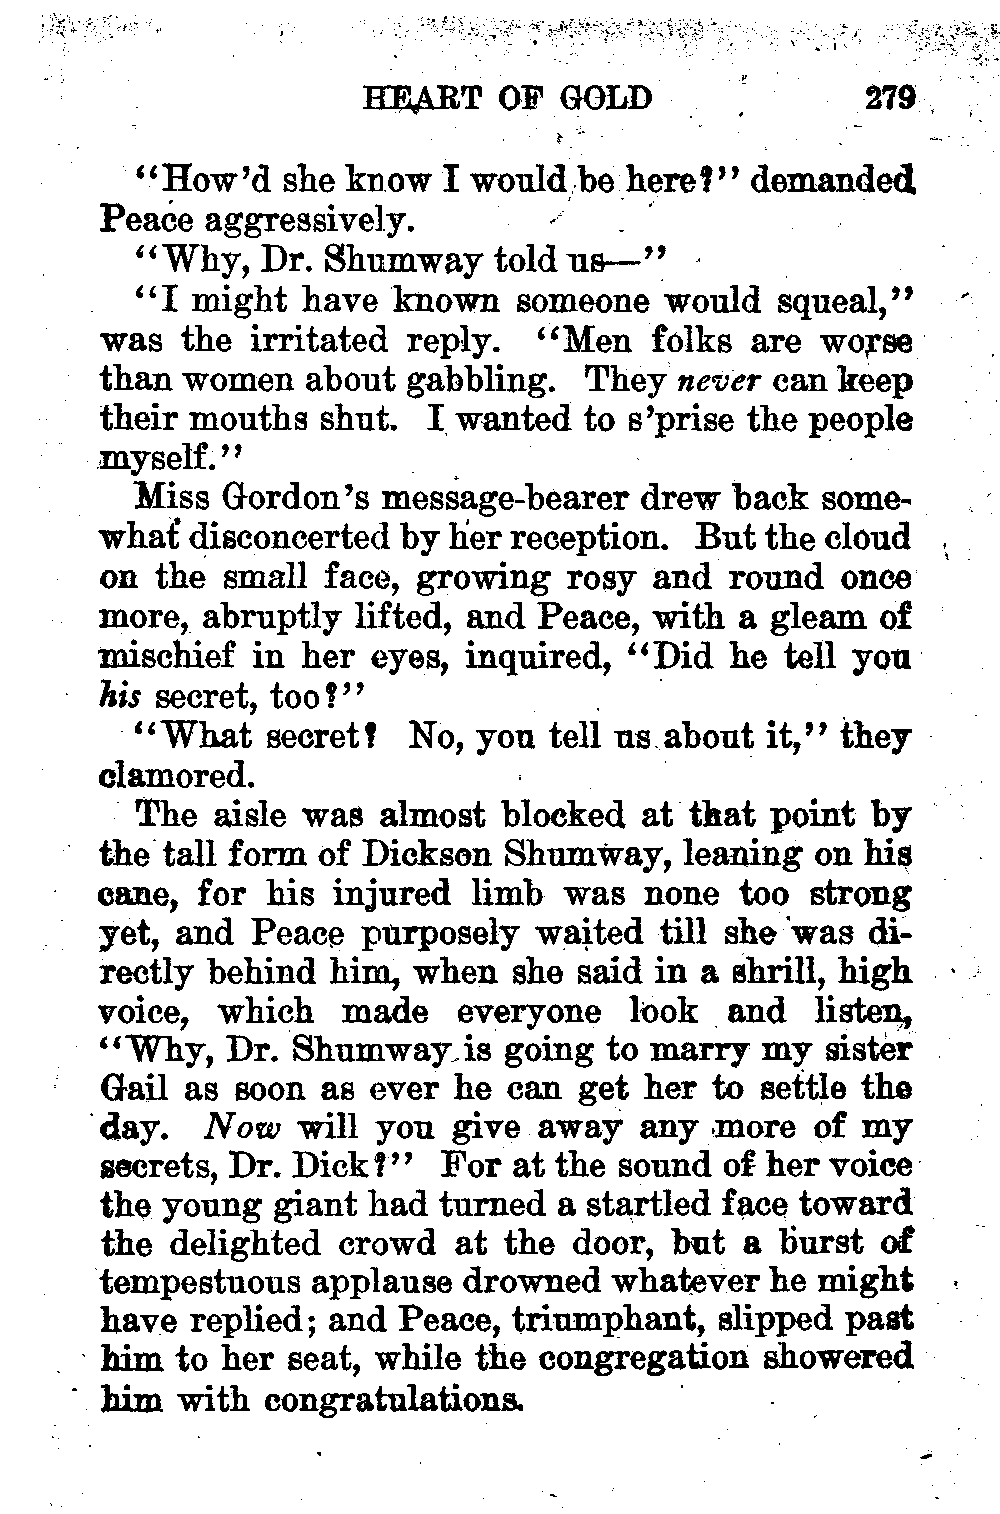 HEART OF GOLD 279
"How'd she know I would be here?" demanded
Peace aggressively.
"Why, Dr. Shumway told us—"
"I might have known someone would squeal,"
was the irritated reply. "Men folks are worse
than women about gabbling. They never can keep
their mouths shut. I wanted to s'prise the people
myself."
Miss Gordon's message-bearer drew back some-
what disconcerted by her reception. But the cloud
on the small face, growing rosy and round once
more, abruptly lifted, and Peace, with a gleam of
mischief in her eyes, inquired, "Did he tell you
his secret, too?"
"What secret? No, you tell us about it," they
clamored.
The aisle was almost blocked at that point by
the tall form of Dickson Shumway, leaning on his
cane, for his injured limb was none too strong
yet, and Peace purposely waited till she was di-
rectly behind him, when she said in a shrill, high
voice, which made everyone look and listen,
"Why, Dr. Shumway is going to marry my sister
Gail as soon as ever he can get her to settle the
day. Now will you give away any more of my
secrets, Dr. Dick?" For at the sound of her voice
the young giant had turned a startled face toward
the delighted crowd at the door, but a burst of
tempestuous applause drowned whatever he might
have replied; and Peace, triumphant, slipped past
him to her seat, while the congregation showered
him with congratulations.